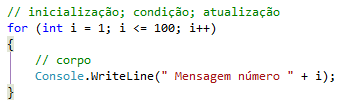 // inicialização; condição; atualização
for (int i = 1; i <= 100; i++)
{
// corpo
Console.WriteLine(" Mensagem número " + i);
}